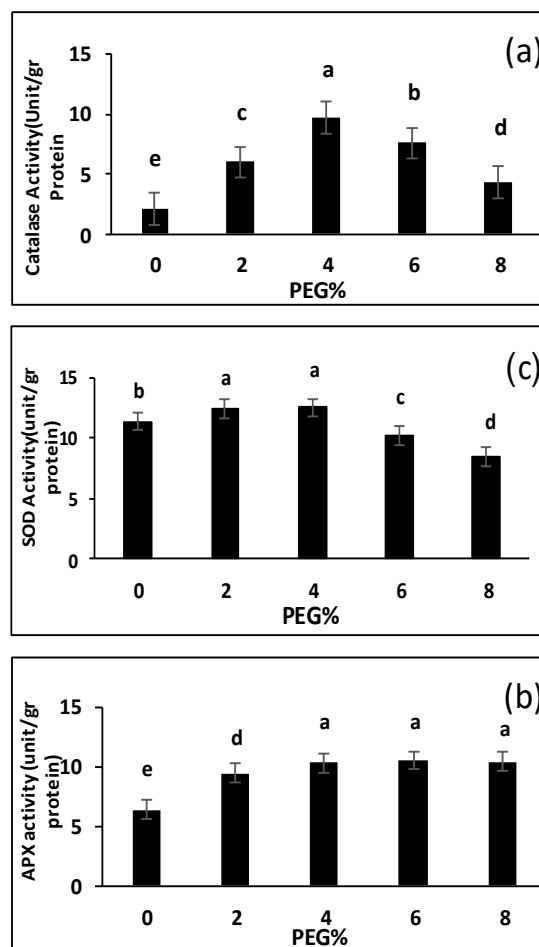 (a)
Catalase Activity(Unit/gr
Protein
15
10
5
0
e
c
a
b
d
0 2 4 6 8
PEG%
(c)
SOD Activity(unit/gr
protein)
15
10
5
0
b
a
a
c
d
0 2 4 6 8
PEG%
(b)
APX activity(unit/gr
protein)
15
10
5
0
e
d
a
a
a
0 2 4 6 8
PEG%